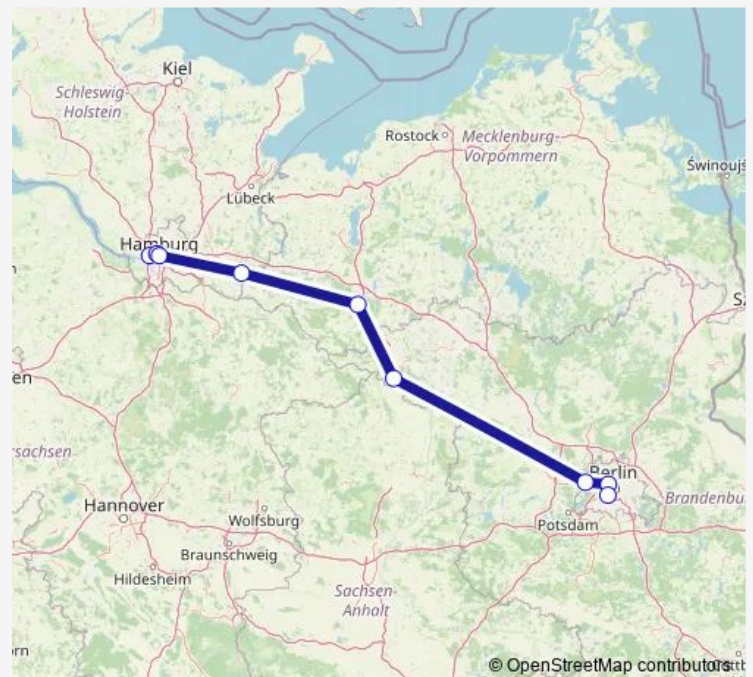 Kiel
Schleswig-
Holstein
Rostock
Mecklenburg-
Vorpommern
Lübeck
Hamburg
Berlin
Brandenbu
Potsdam
Hannover
Wolfsburg
Braunschweig
Hildesheim
Sachsen-
Anhalt
© OpenStreetMap contributors